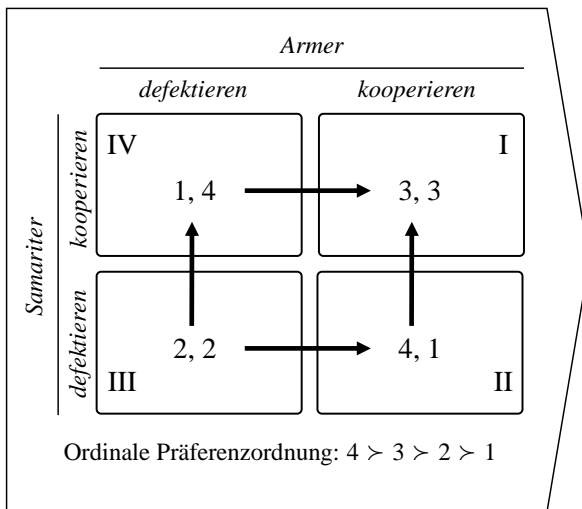 Armer
defektieren kooperieren
Samariter
kooperieren
IV I
1, 4 3, 3
defektieren
2, 2 4, 1
III II
Ordinale Präferenzordnung: 4 ≻ 3 ≻ 2 ≻ 1